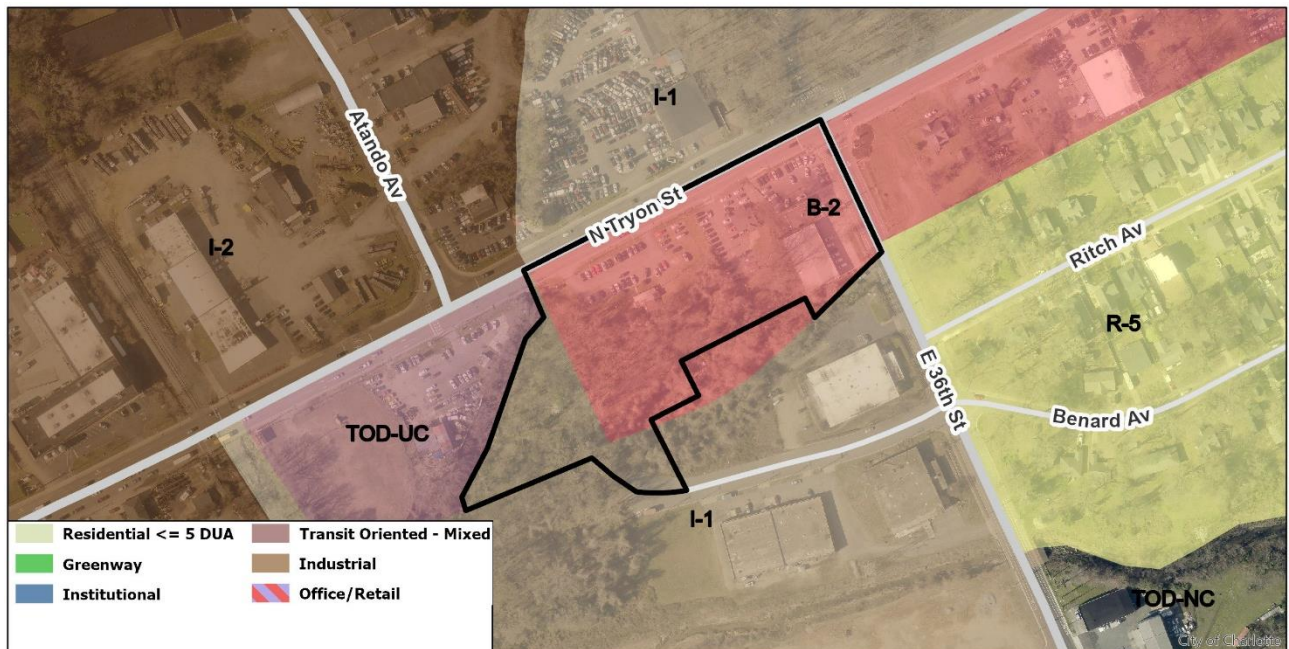 Atando Av
I-1
N Tryon St
B-2
I-2
Ritch Av
R-5
E 36th St
Benard Av
TOD-UC
I-1
TOD-NC
Residential <= 5 DUA
Transit Oriented - Mixed
Greenway
Industrial
Institutional
Office/Retail
City of Charlotte